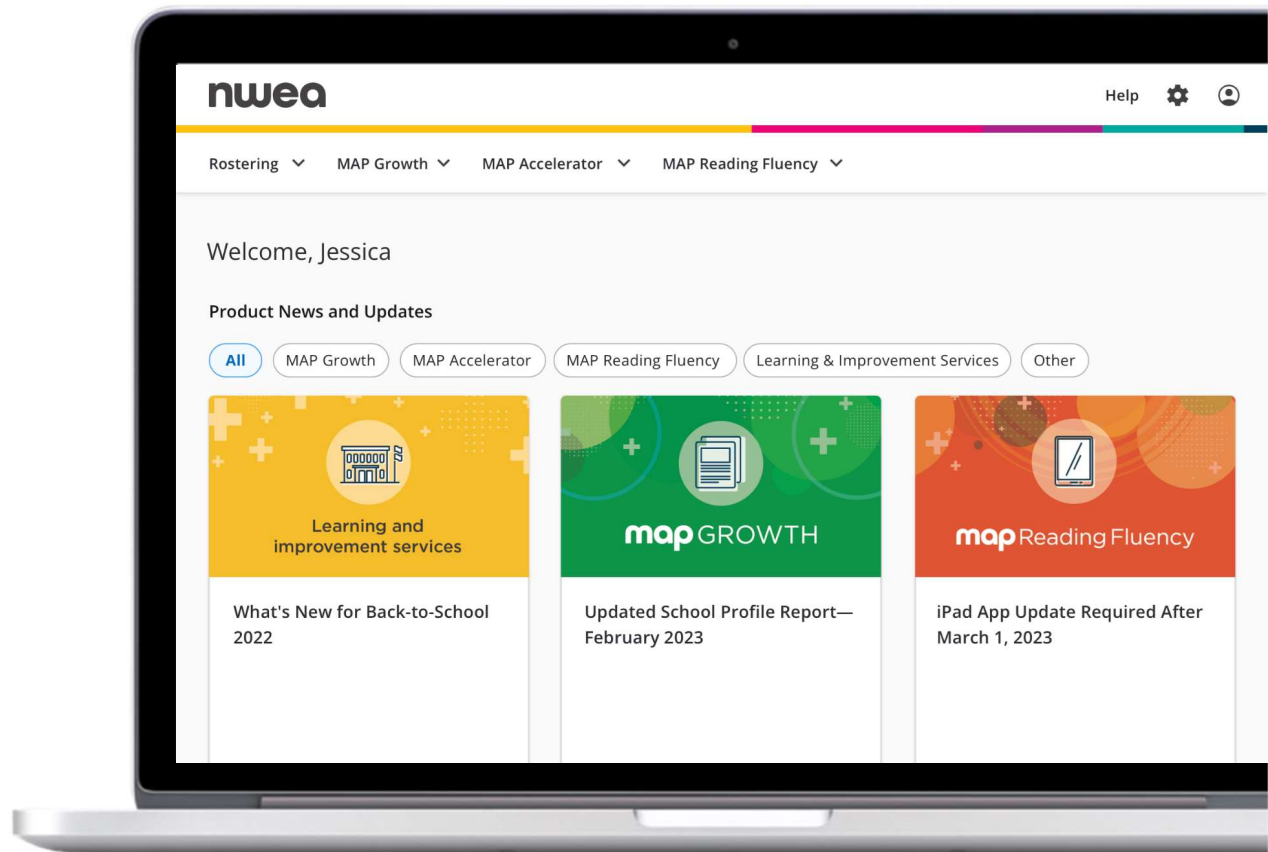 nwea
Help
Rostering MAP Growth MAP Accelerator MAP Reading Fluency
Welcome, Jessica
Product News and Updates
All MAP Growth MAP Accelerator MAP Reading Fluency Learning & Improvement Services Other
Learning and
improvement services
map GROWTH
map Reading Fluency
What's New for Back-to-School
2022
Updated School Profile Report—
February 2023
iPad App Update Required After
March 1, 2023